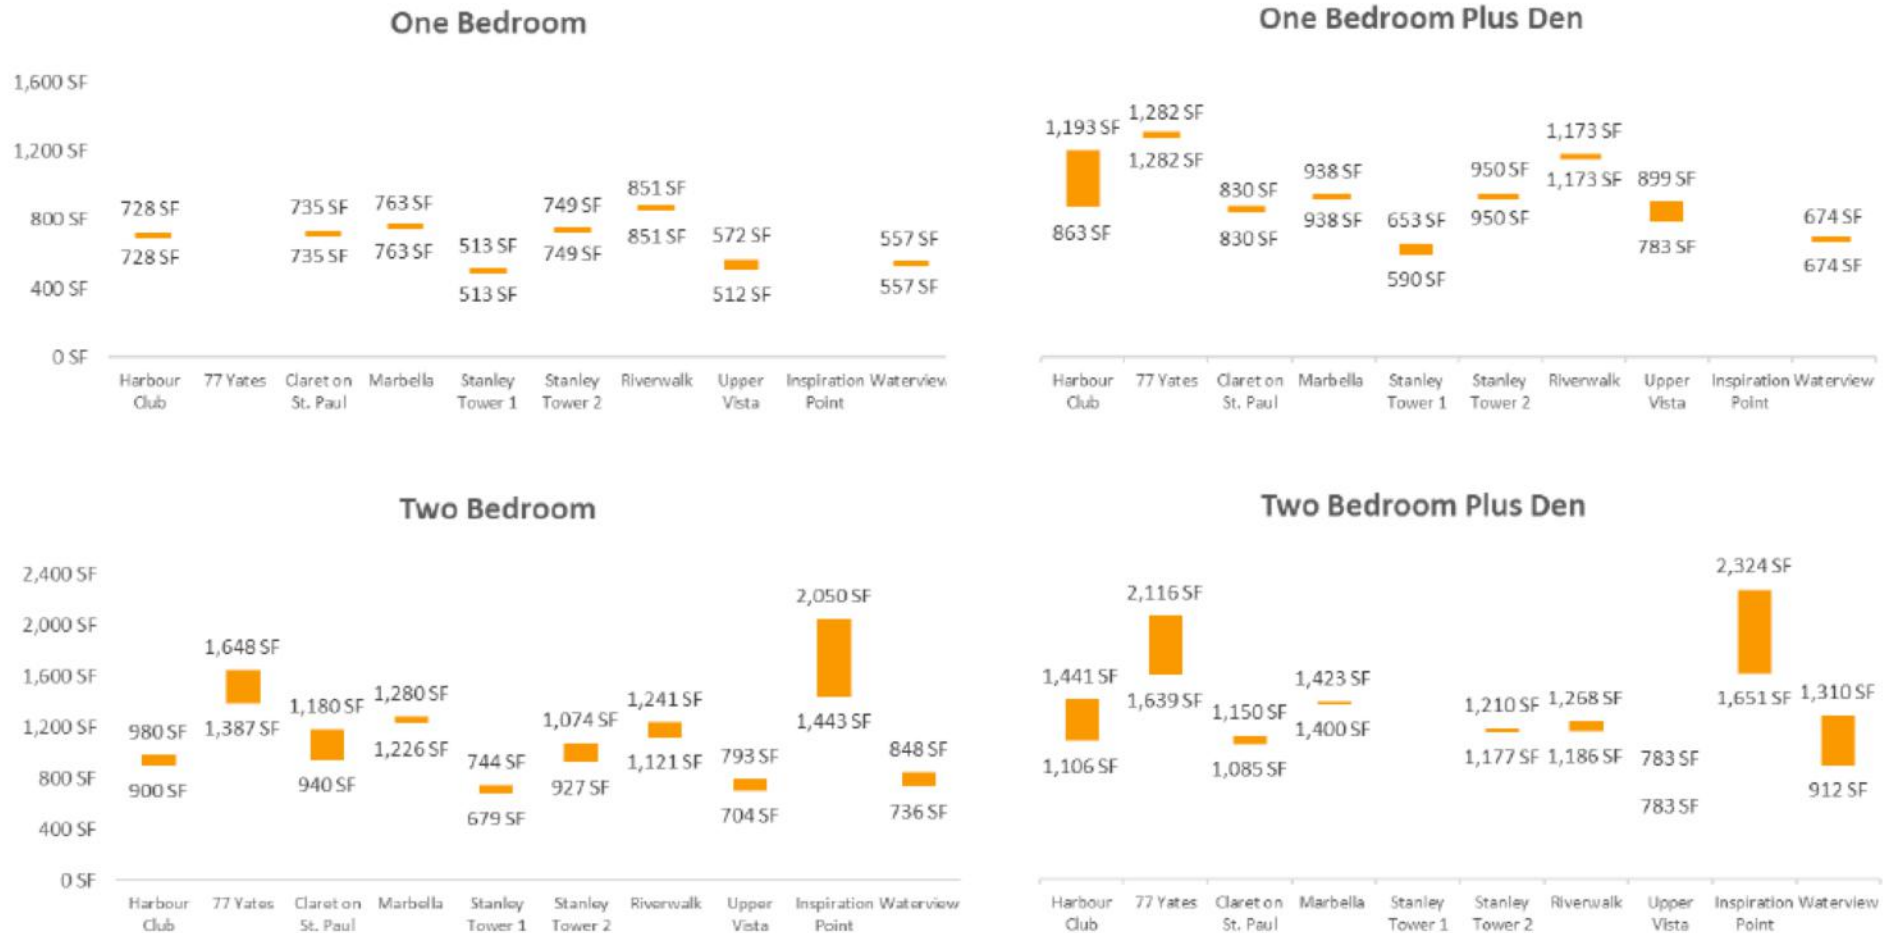 One Bedroom
1,600 SF
1,200 SF
800 SF
400 SF
0 SF
728 SF
728 SF
735 SF
735 SF
763 SF
763 SF
513 SF
513 SF
749 SF
749 SF
851 SF
851 SF
572 SF
512 SF
557 SF
557 SF
Harbour Club
77 Yates
Claret on St. Paul
Marbella
Stanley Tower 1
Stanley Tower 2
Riverwalk
Upper Vista
Inspiration Point
Waterview
One Bedroom Plus Den
1,193 SF
863 SF
1,282 SF
1,282 SF
830 SF
830 SF
938 SF
938 SF
653 SF
590 SF
950 SF
950 SF
1,173 SF
1,173 SF
899 SF
783 SF
674 SF
674 SF
Harbour Club
77 Yates
Claret on St. Paul
Marbella
Stanley Tower 1
Stanley Tower 2
Riverwalk
Upper Vista
Inspiration Point
Waterview
Two Bedroom
2,400 SF
2,000 SF
1,600 SF
1,200 SF
800 SF
400 SF
0 SF
980 SF
900 SF
1,648 SF
1,387 SF
1,180 SF
940 SF
1,280 SF
1,226 SF
744 SF
679 SF
1,074 SF
927 SF
1,241 SF
1,121 SF
793 SF
704 SF
2,050 SF
1,443 SF
848 SF
736 SF
Harbour Club
77 Yates
Claret on St. Paul
Marbella
Stanley Tower 1
Stanley Tower 2
Riverwalk
Upper Vista
Inspiration Point
Waterview
Two Bedroom Plus Den
1,441 SF
1,106 SF
2,116 SF
1,639 SF
1,150 SF
1,085 SF
1,423 SF
1,400 SF
1,210 SF
1,177 SF
1,268 SF
1,186 SF
783 SF
783 SF
2,324 SF
1,651 SF
1,310 SF
912 SF
Harbour Club
77 Yates
Claret on St. Paul
Marbella
Stanley Tower 1
Stanley Tower 2
Riverwalk
Upper Vista
Inspiration Point
Waterview